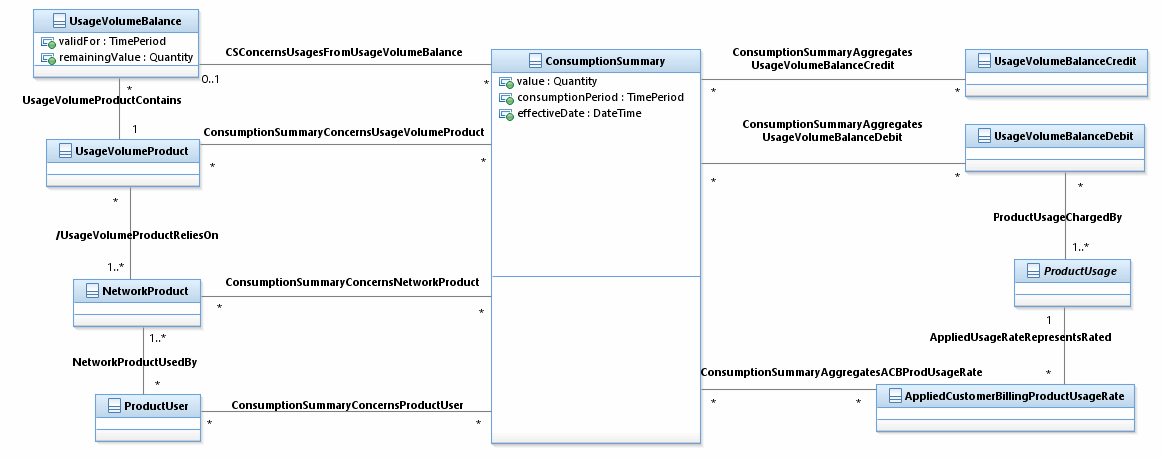 UsageVolumeBalance
validFor : TimePeriod
remainingValue : Quantity
CSConcernsUsagesFromUsageVolumeBalance
0..1
*
UsageVolumeProductContains
*
1
UsageVolumeProduct
ConsumptionSummaryConcernsUsageVolumeProduct
*
*
*
/UsageVolumeProductReliesOn
1..*
NetworkProduct
ConsumptionSummaryConcernsNetworkProduct
*
*
1..*
NetworkProductUsedBy
*
ProductUser
ConsumptionSummaryConcernsProductUser
*
*
ConsumptionSummary
value : Quantity
consumptionPeriod : TimePeriod
effectiveDate : DateTime
ConsumptionSummaryAggregates
UsageVolumeBalanceCredit
*
*
UsageVolumeBalanceCredit
ConsumptionSummaryAggregates
UsageVolumeBalanceDebit
*
*
UsageVolumeBalanceDebit
*
ProductUsageChargedBy
1..*
ProductUsage
1
AppliedUsageRateRepresentsRated
*
ConsumptionSummaryAggregatesACBProdUsageRate
*
*
AppliedCustomerBillingProductUsageRate